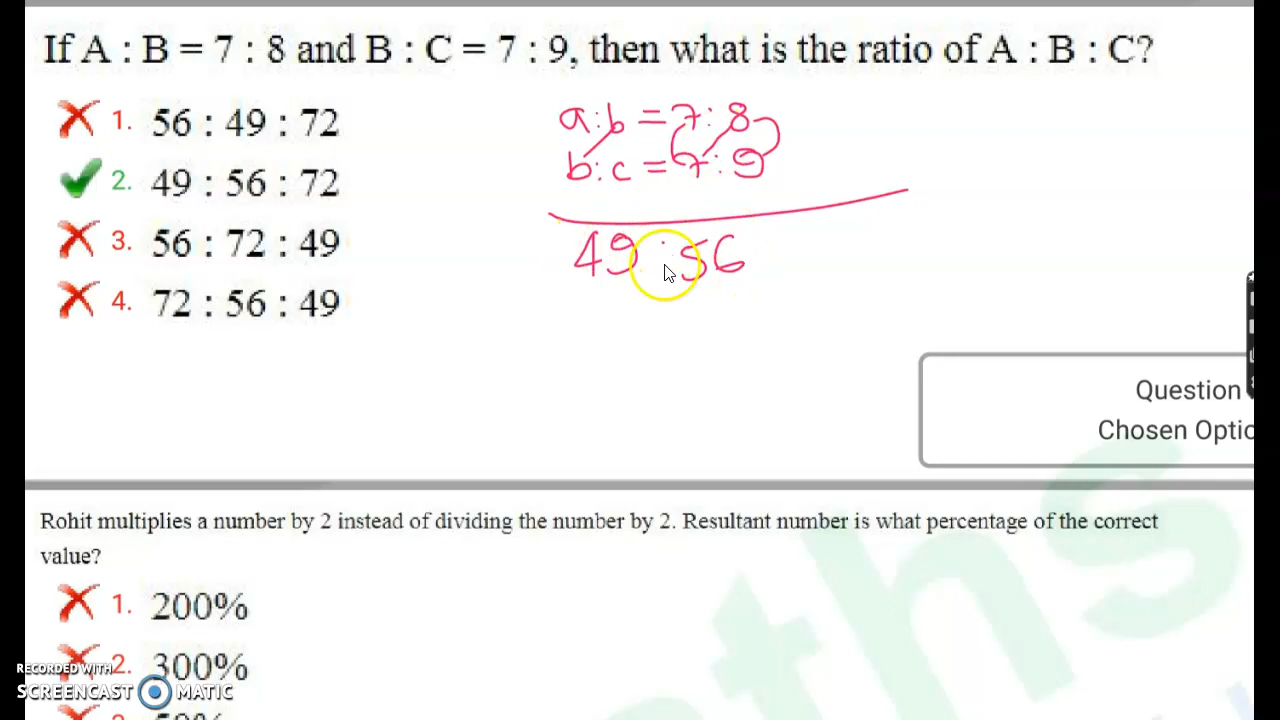 If A : B = 7 : 8 and B : C = 7 : 9, then what is the ratio of A : B : C?
1. 56 : 49 : 72
2. 49 : 56 : 72
3. 56 : 72 : 49
4. 72 : 56 : 49
a:b = 7:8
b:c = 7:9
49 : 56
Question
Chosen Optio
Rohit multiplies a number by 2 instead of dividing the number by 2. Resultant number is what percentage of the correct
value?
1. 200%
2. 300%
RECORDED WITH
SCREENCAST MATIC
ths